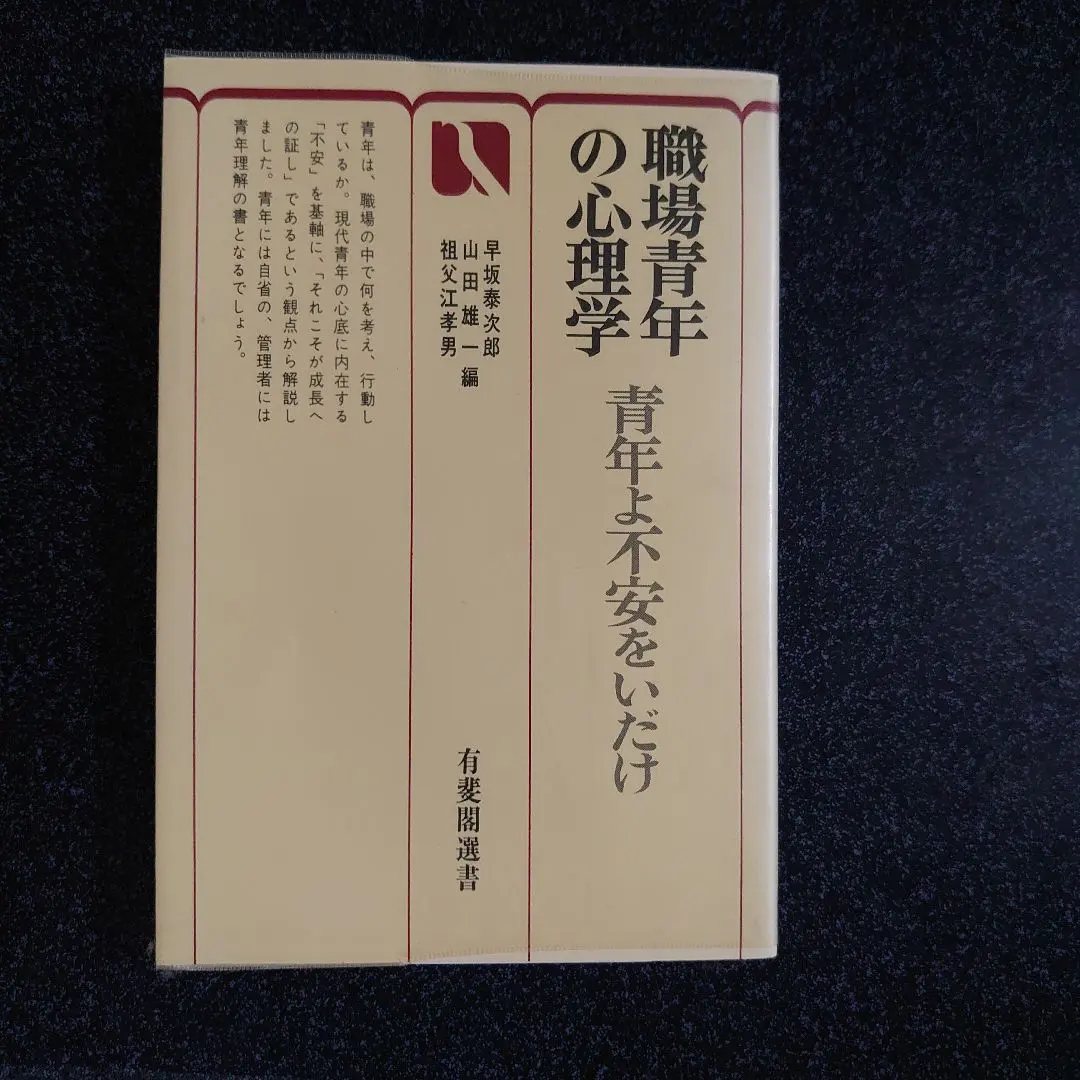 職場青年
の心理学
青年よ不安をいだけ
早坂泰次郎
山田雄一編
祖父江孝男
有斐閣選書
青年は、職場の中で何を考え、行動し
ているか。現代青年の心底に内在する
「不安」を基軸に、「それこそが成長へ
の証し」であるという観点から解説し
ました。青年には自省の、管理者には
青年理解の書となるでしょう。